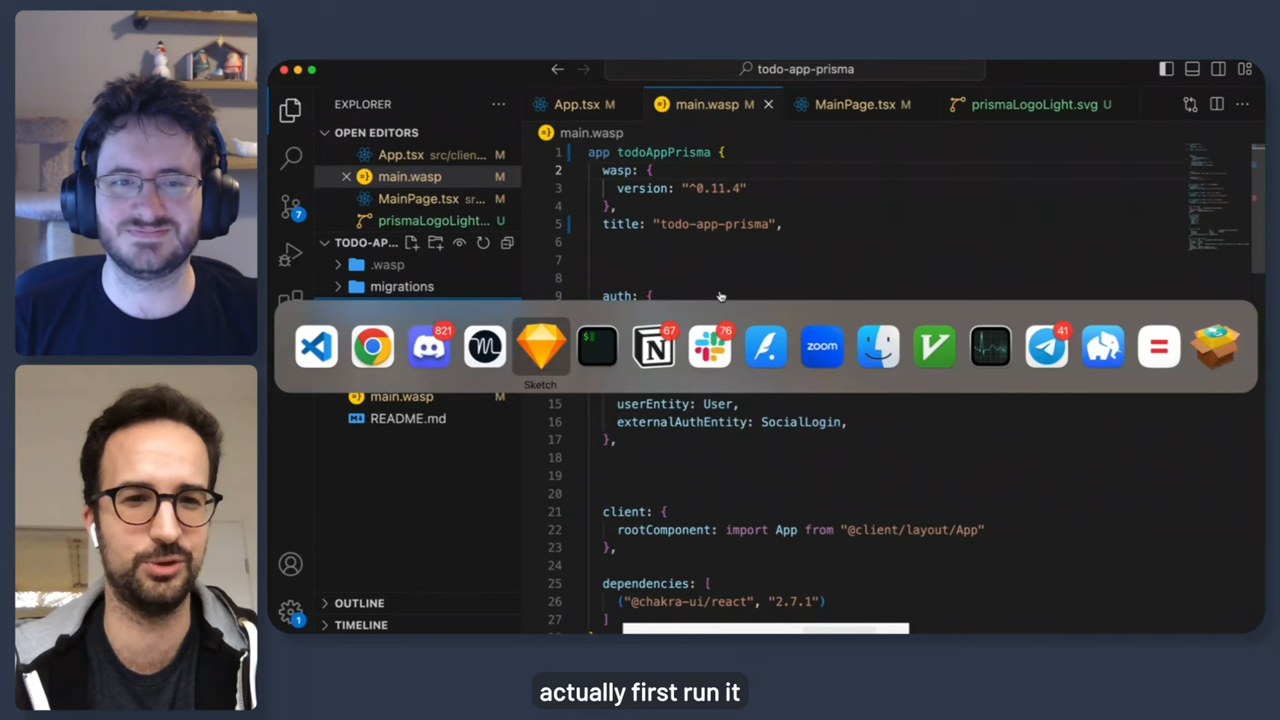 todo-app-prisma
EXPLORER
App.tsx M
main.wasp M
MainPage.tsx M
prismaLogoLight.svg U
OPEN EDITORS
App.tsx src/clien... M
main.wasp M
MainPage.tsx M
prismaLogoLight... U
7
TODO-AP...
.wasp
migrations
main.wasp M
README.md
OUTLINE
TIMELINE
1
main.wasp
1 app todoAppPrisma {
2 wasp: {
3 version: "^0.11.4"
4 },
5 title: "todo-app-prisma",
6
7
8
9 auth: {
821
67
76
41
$
N
zoom
Sketch
15 userEntity: User,
16 externalAuthEntity: SocialLogin,
17 },
18
19
20
21 client: {
22 rootComponent: import App from "@client/layout/App"
23 },
24
25 dependencies: [
26 ("@chakra-ui/react", "2.7.1")
27 ]
actually first run it